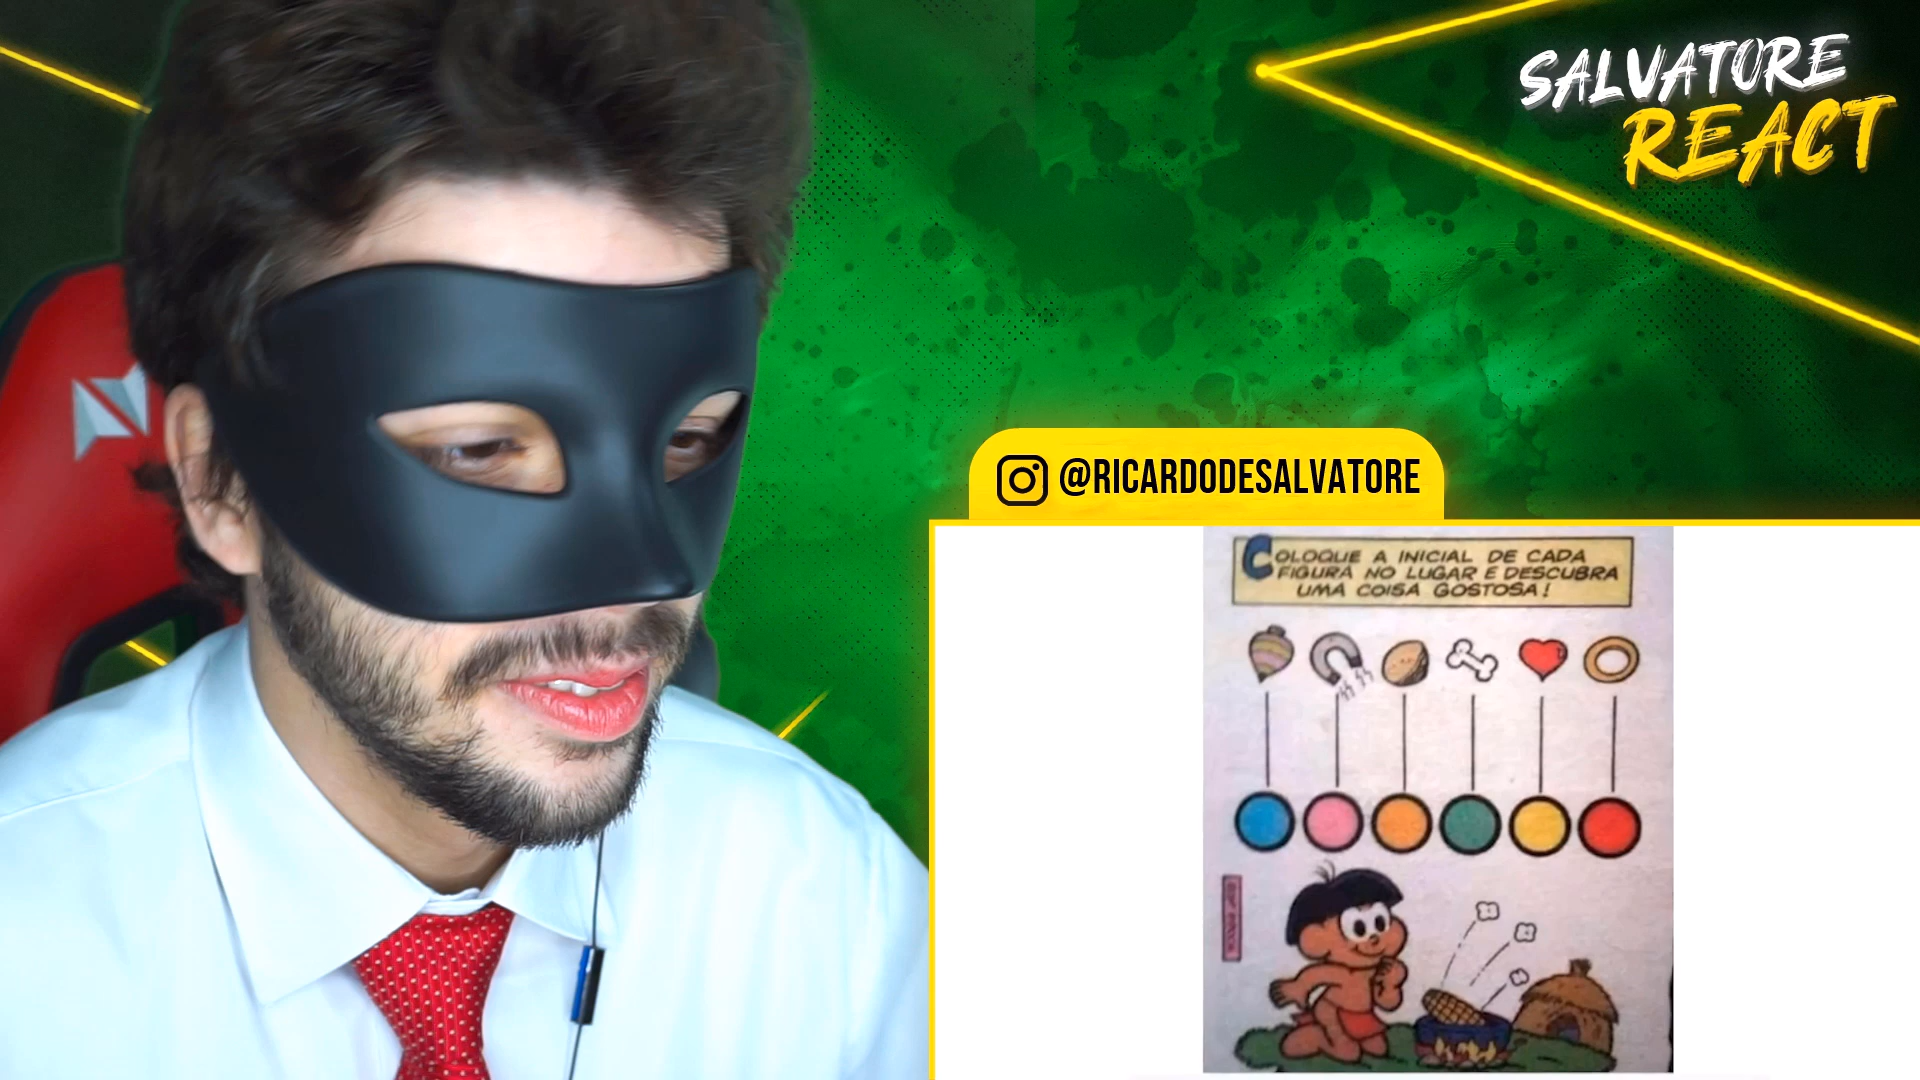 SALVATORE
REACT
@RICARDODESALVATORE
COLOQUE A INICIAL DE CADA
FIGURA NO LUGAR E DESCUBRA
UMA COISA GOSTOSA!